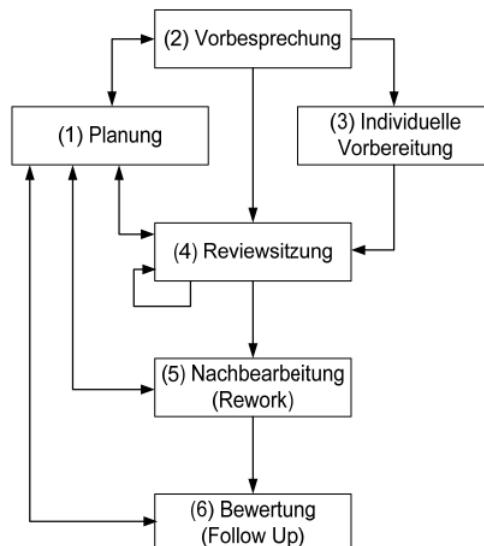 (2) Vorbesprechung
(1) Planung
(3) Individuelle
Vorbereitung
(4) Reviewsitzung
(5) Nachbearbeitung
(Rework)
(6) Bewertung
(Follow Up)